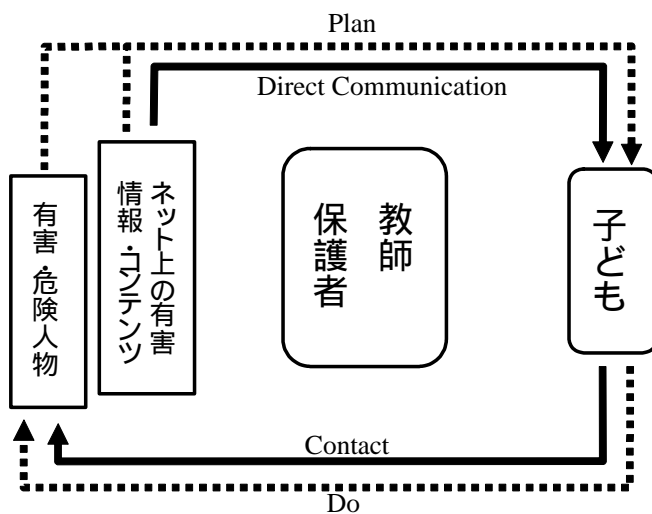 Plan
Direct Communication
有害・危険人物
ネット上の有害
情報・コンテンツ
教師
保護者
子ども
Contact
Do